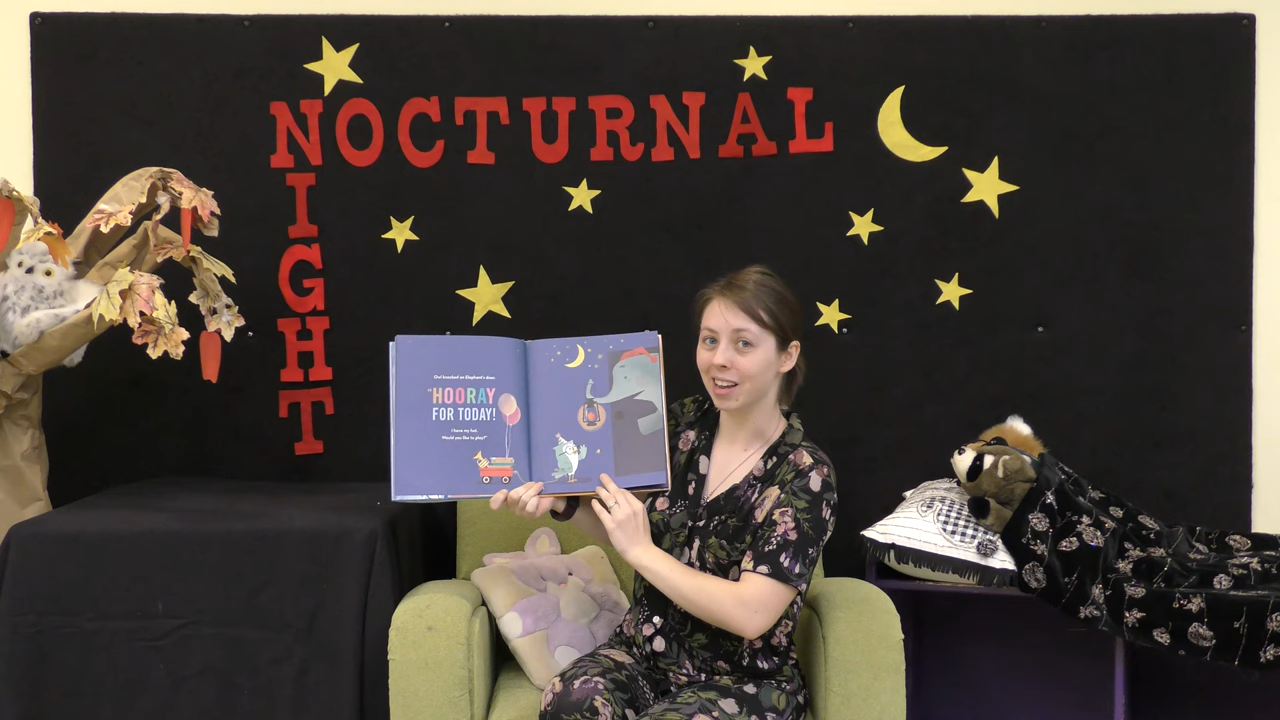 NOCTURNAL
NIGHT
Owl knocked on Elephant's door.
"HOORAY
FOR TODAY!
I have my hat.
Would you like to play?"